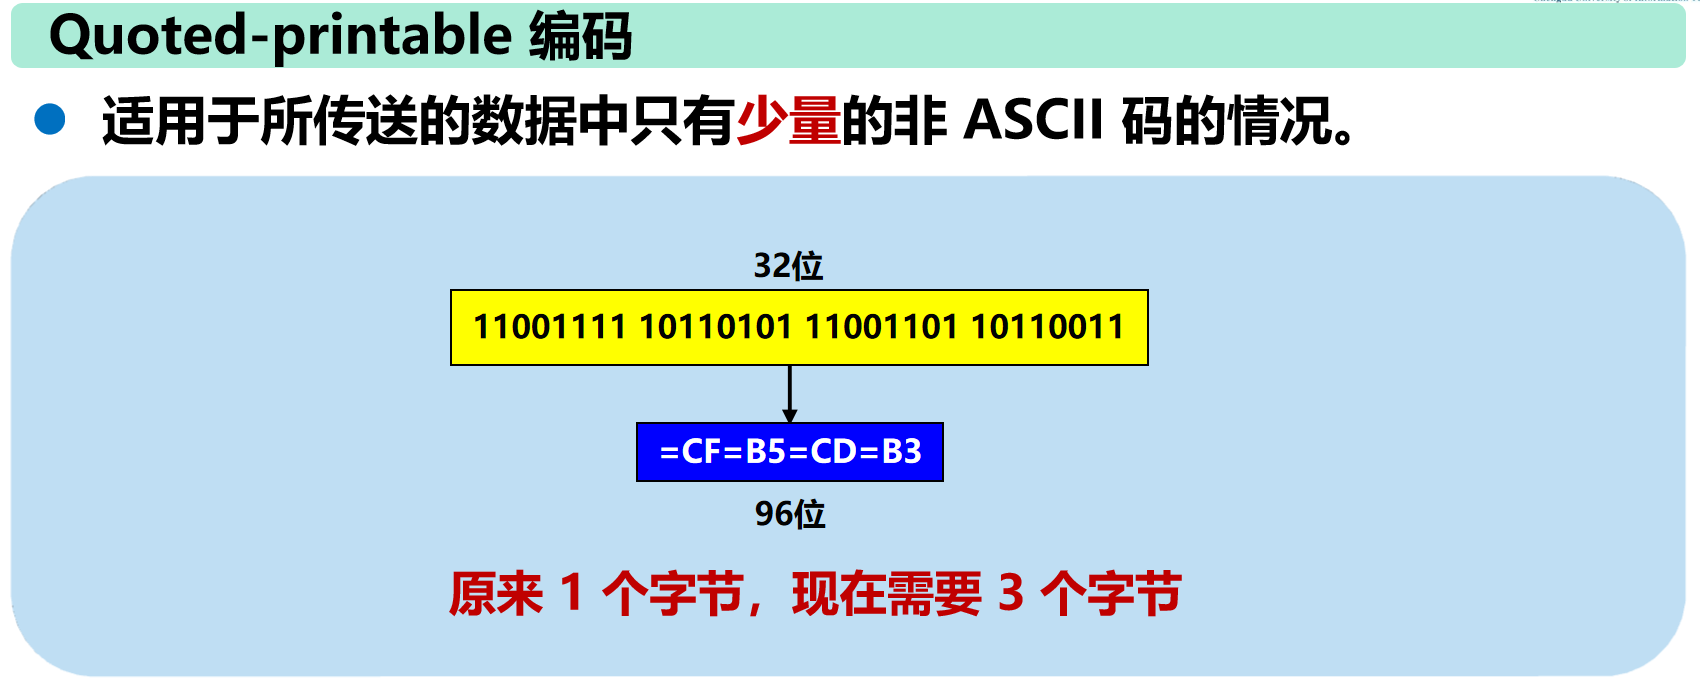 Quoted-printable 编码
适用于所传送的数据中只有少量的非 ASCII 码的情况。
32位
11001111 10110101 11001101 10110011
=CF=B5=CD=B3
96位
原来 1 个字节，现在需要 3 个字节